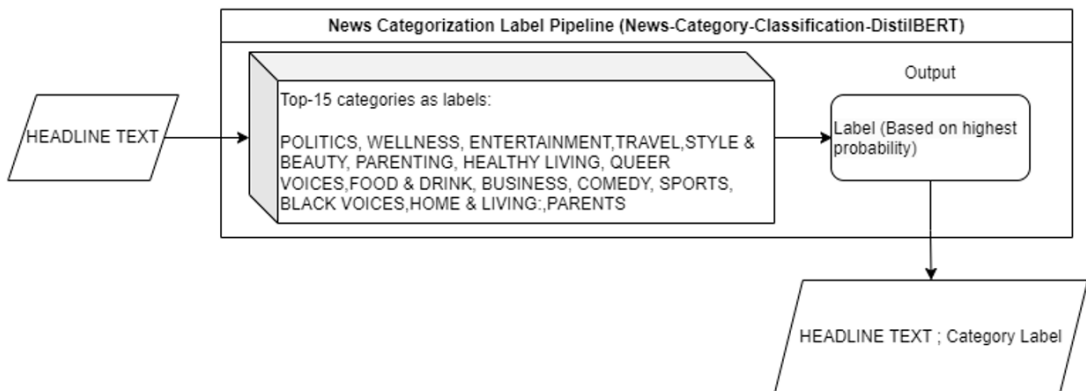 News Categorization Label Pipeline (News-Category-Classification-DistilBERT)
HEADLINE TEXT
Top-15 categories as labels:
POLITICS, WELLNESS, ENTERTAINMENT,TRAVEL,STYLE &
BEAUTY, PARENTING, HEALTHY LIVING, QUEER
VOICES,FOOD & DRINK, BUSINESS, COMEDY, SPORTS,
BLACK VOICES,HOME & LIVING:,PARENTS
Output
Label (Based on highest
probability)
HEADLINE TEXT ; Category Label